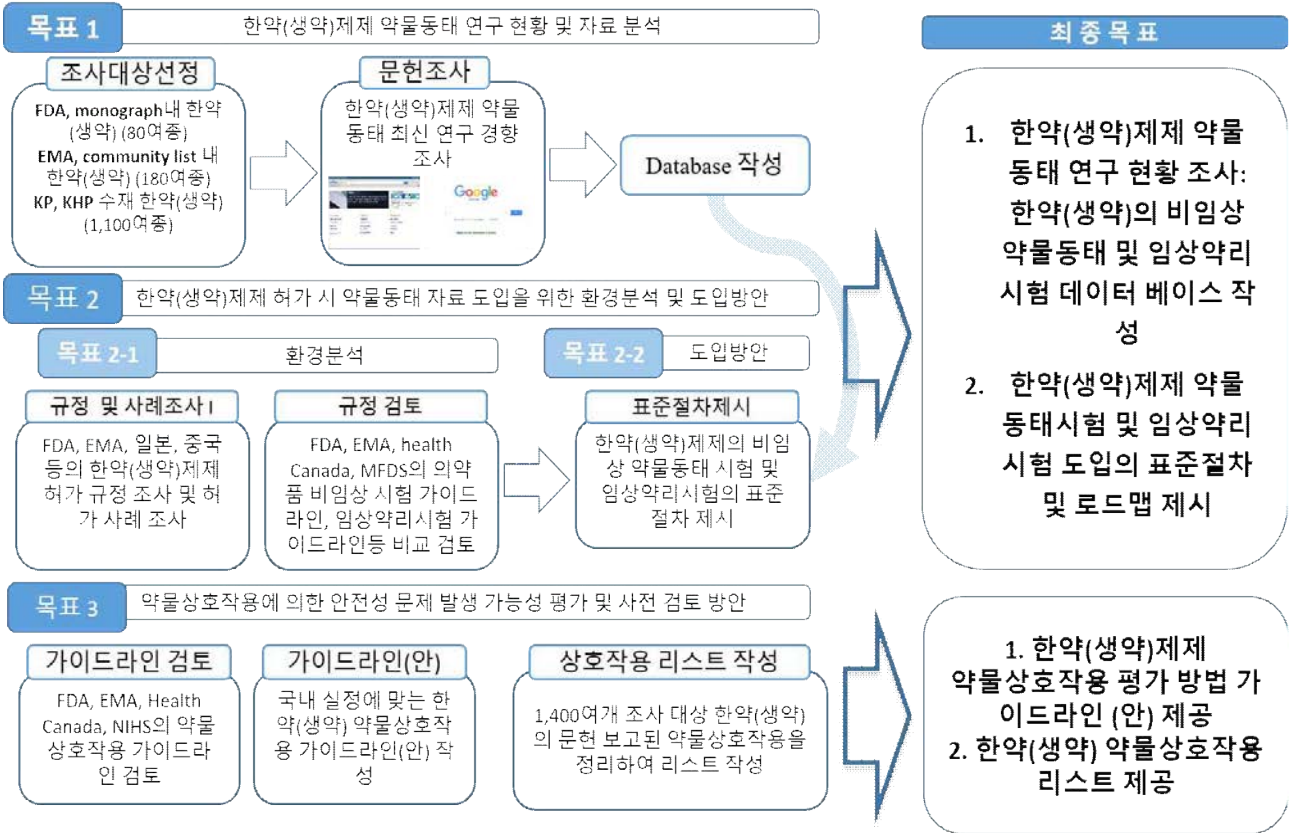 목표 1
한약(생약)제제 약물동태 연구 현황 및 자료 분석
조사대상선정
FDA, monograph내 한약
(생약) (80여종)
EMA, community list 내
한약(생약) (180여종)
KP, KHP 수재 한약(생약)
(1,100여종)
문헌조사
한약(생약)제제 약물
동태 최신 연구 경향
조사
Google
Database 작성
목표 2
한약(생약)제제 허가 시 약물동태 자료 도입을 위한 환경분석 및 도입방안
목표 2-1
환경분석
목표 2-2
도입방안
규정 및 사례조사 I
FDA, EMA, 일본, 중국
등의 한약(생약)제제
허가 규정 조사 및 허
가 사례 조사
규정 검토
FDA, EMA, health
Canada, MFDS의 의약
품 비임상 시험 가이드
라인, 임상약리시험 가
이드라인등 비교 검토
표준절차제시
한약(생약)제제의 비임
상 약물동태 시험 및
임상약리시험의 표준
절차 제시
목표 3
약물상호작용에 의한 안전성 문제 발생 가능성 평가 및 사전 검토 방안
가이드라인 검토
FDA, EMA, Health
Canada, NIHS의 약물
상호작용 가이드라
인 검토
가이드라인(안)
국내 실정에 맞는 한
약(생약) 약물상호작
용 가이드라인(안) 작
성
상호작용 리스트 작성
1,400여개 조사 대상 한약(생약)
의 문헌 보고된 약물상호작용을
정리하여 리스트 작성
최종목표
1. 한약(생약)제제 약물
동태 연구 현황 조사:
한약(생약)의 비임상
약물동태 및 임상약리
시험 데이터 베이스 작
성
2. 한약(생약)제제 약물
동태시험 및 임상약리
시험 도입의 표준절차
및 로드맵 제시
1. 한약(생약)제제
약물상호작용 평가 방법 가
이드라인 (안) 제공
2. 한약(생약) 약물상호작용
리스트 제공